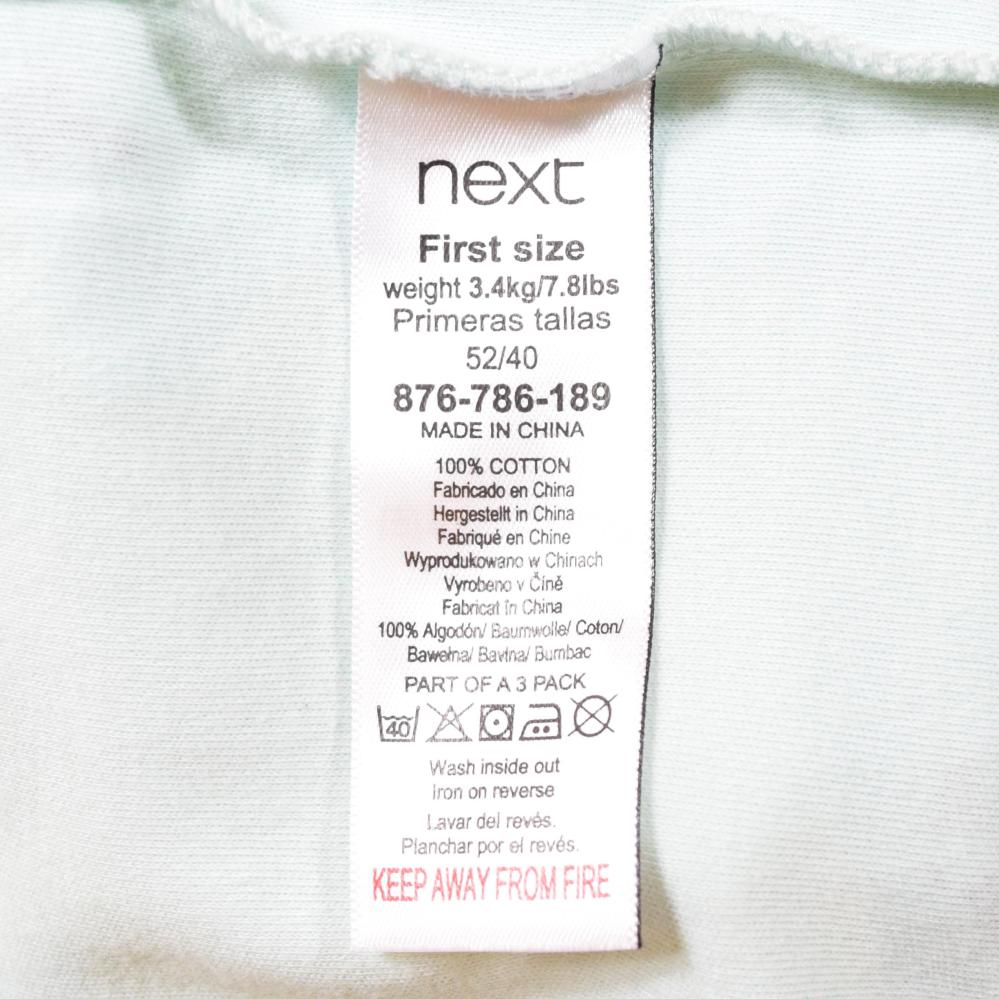 next
First size
weight 3.4kg/7.8lbs
Primeras tallas
52/40
876-786-189
MADE IN CHINA
100% COTTON
Fabricado en China
Hergestellt in China
Fabriqué en Chine
Wyprodukowano w Chinach
Vyrobeno v Číně
Fabricat în China
100% Algodón/ Baumwolle/ Coton/
Bawełna/ Bavlna/ Bumbac
PART OF A 3 PACK
40
Wash inside out
Iron on reverse
Lavar del revés.
Planchar por el revés.
KEEP AWAY FROM FIRE